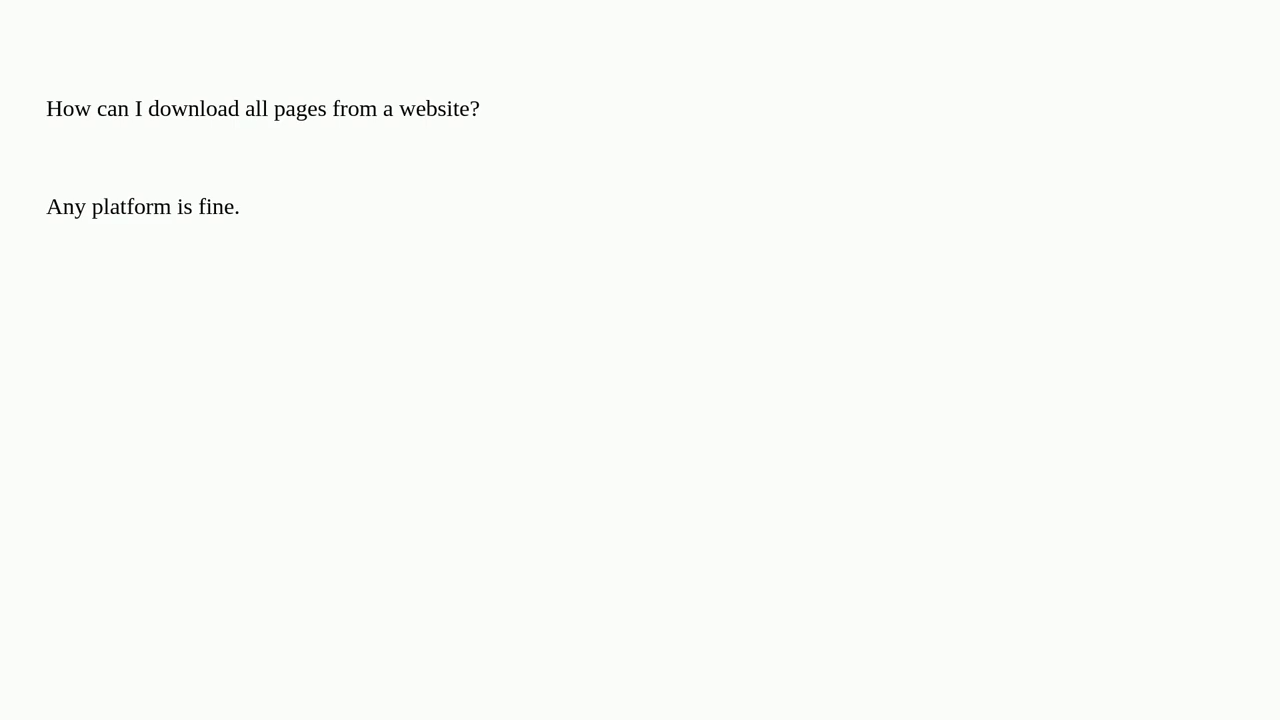 How can I download all pages from a website?
Any platform is fine.